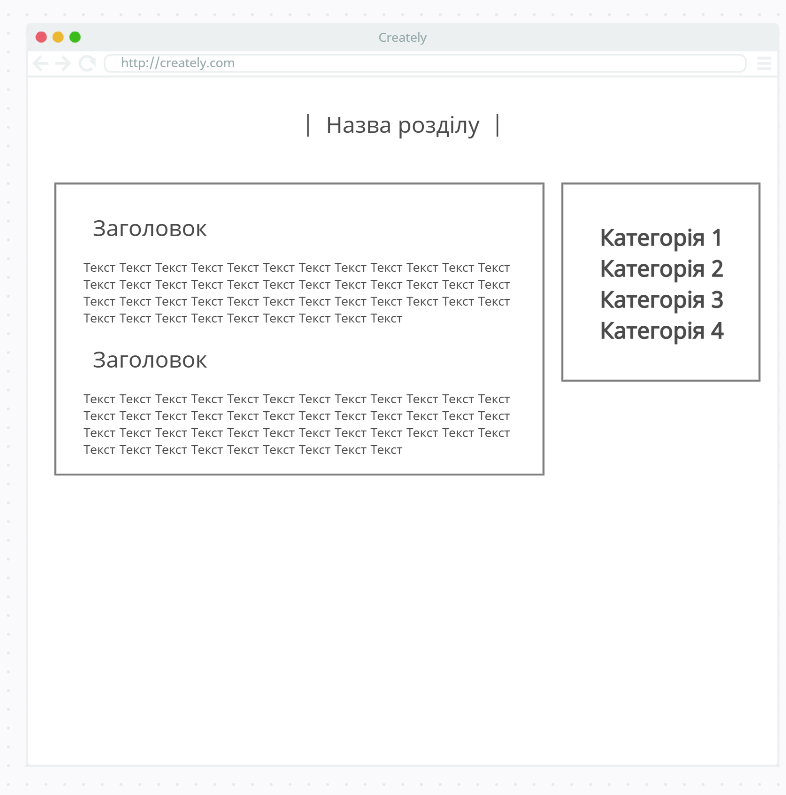 Creately
http://creately.com
| Назва розділу |
Заголовок
Текст Текст Текст Текст Текст Текст Текст Текст Текст Текст Текст Текст
Текст Текст Текст Текст Текст Текст Текст Текст Текст Текст Текст Текст
Текст Текст Текст Текст Текст Текст Текст Текст Текст Текст Текст Текст
Текст Текст Текст Текст Текст Текст Текст Текст Текст
Заголовок
Текст Текст Текст Текст Текст Текст Текст Текст Текст Текст Текст Текст
Текст Текст Текст Текст Текст Текст Текст Текст Текст Текст Текст Текст
Текст Текст Текст Текст Текст Текст Текст Текст Текст Текст Текст Текст
Текст Текст Текст Текст Текст Текст Текст Текст Текст
Категорія 1
Категорія 2
Категорія 3
Категорія 4